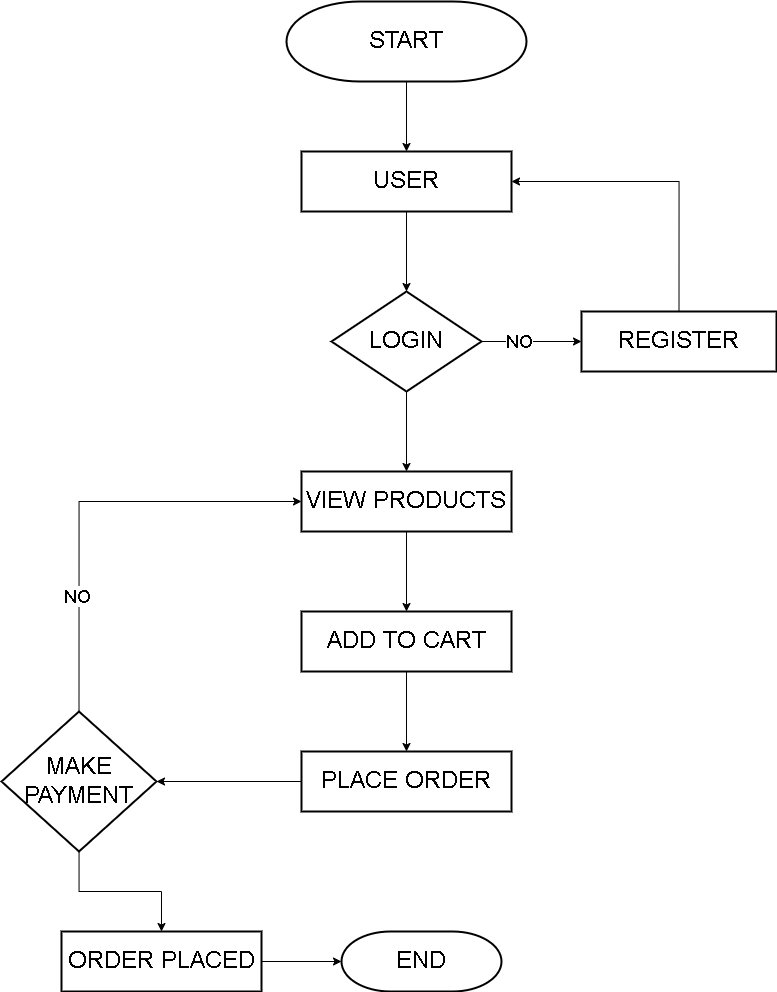 START
USER
LOGIN
NO
REGISTER
VIEW PRODUCTS
NO
ADD TO CART
MAKE
PAYMENT
PLACE ORDER
ORDER PLACED
END